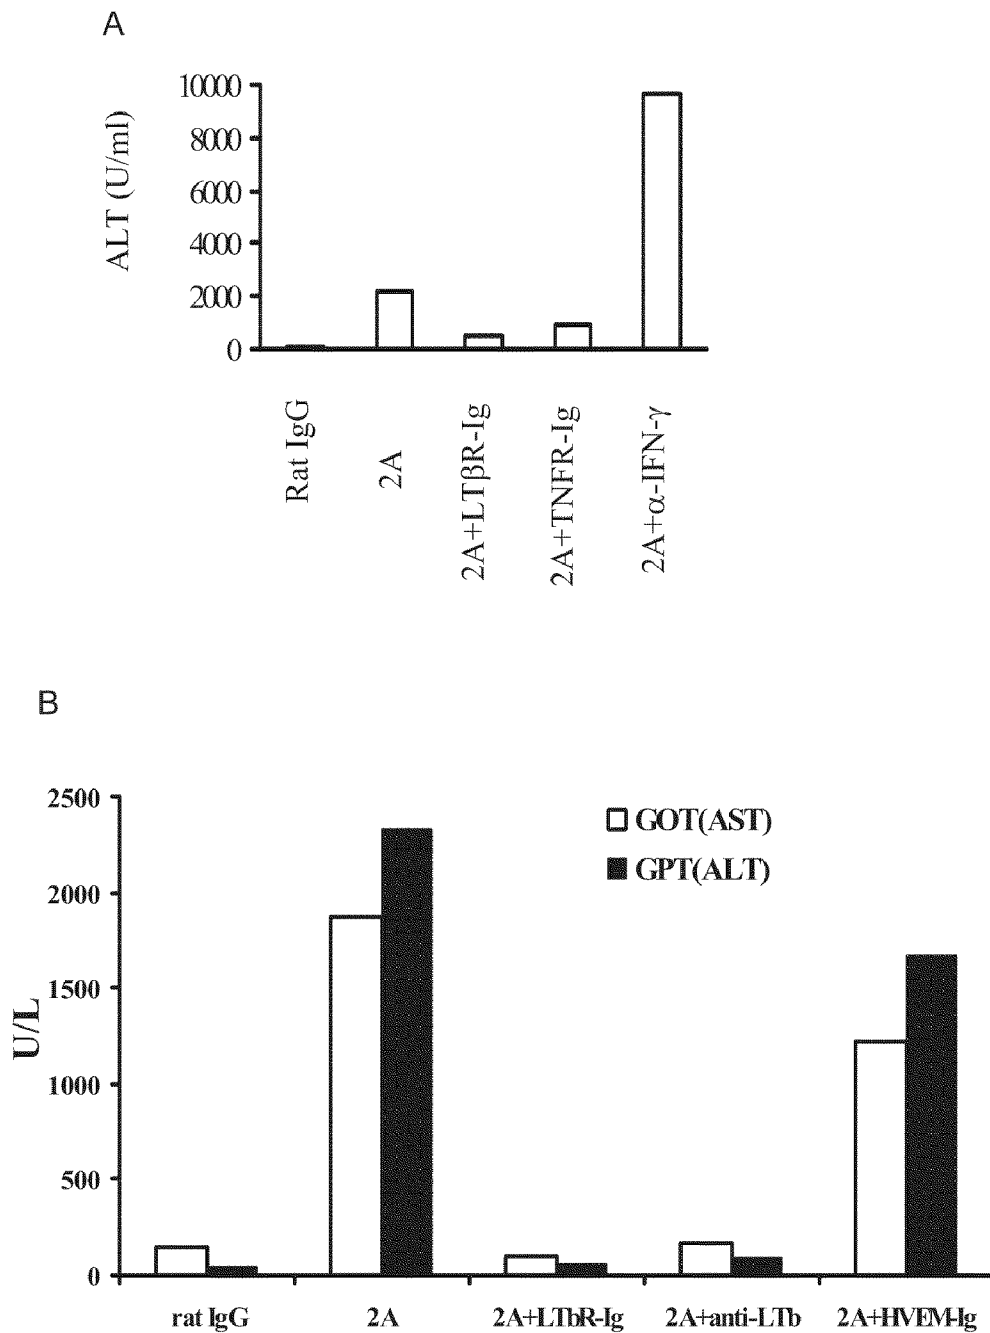 A
ALT (U/ml)
10000
8000
6000
4000
2000
0
Rat IgG
2A
2A+LTβR-Ig
2A+TNFR-Ig
2A+α-IFN-γ
B
U/L
2500
2000
1500
1000
500
0
GOT(AST)
GPT(ALT)
rat IgG
2A
2A+LTbR-Ig
2A+anti-LTb
2A+HVEM-Ig